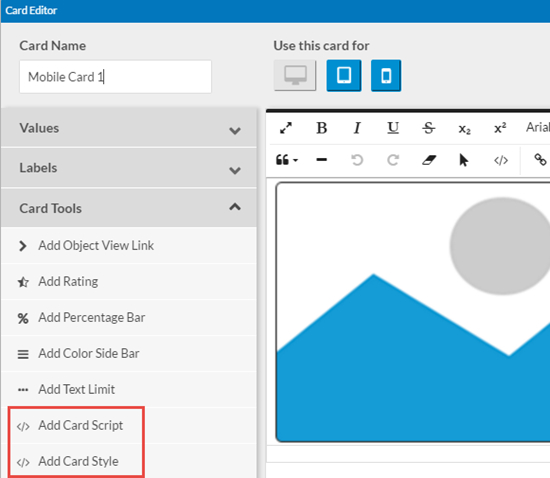 Card Editor
Card Name
Use this card for
Mobile Card 1
Values
Labels
Card Tools
Add Object View Link
Add Rating
Add Percentage Bar
Add Color Side Bar
Add Text Limit
Add Card Script
Add Card Style
B I U S x₂ x² Arial